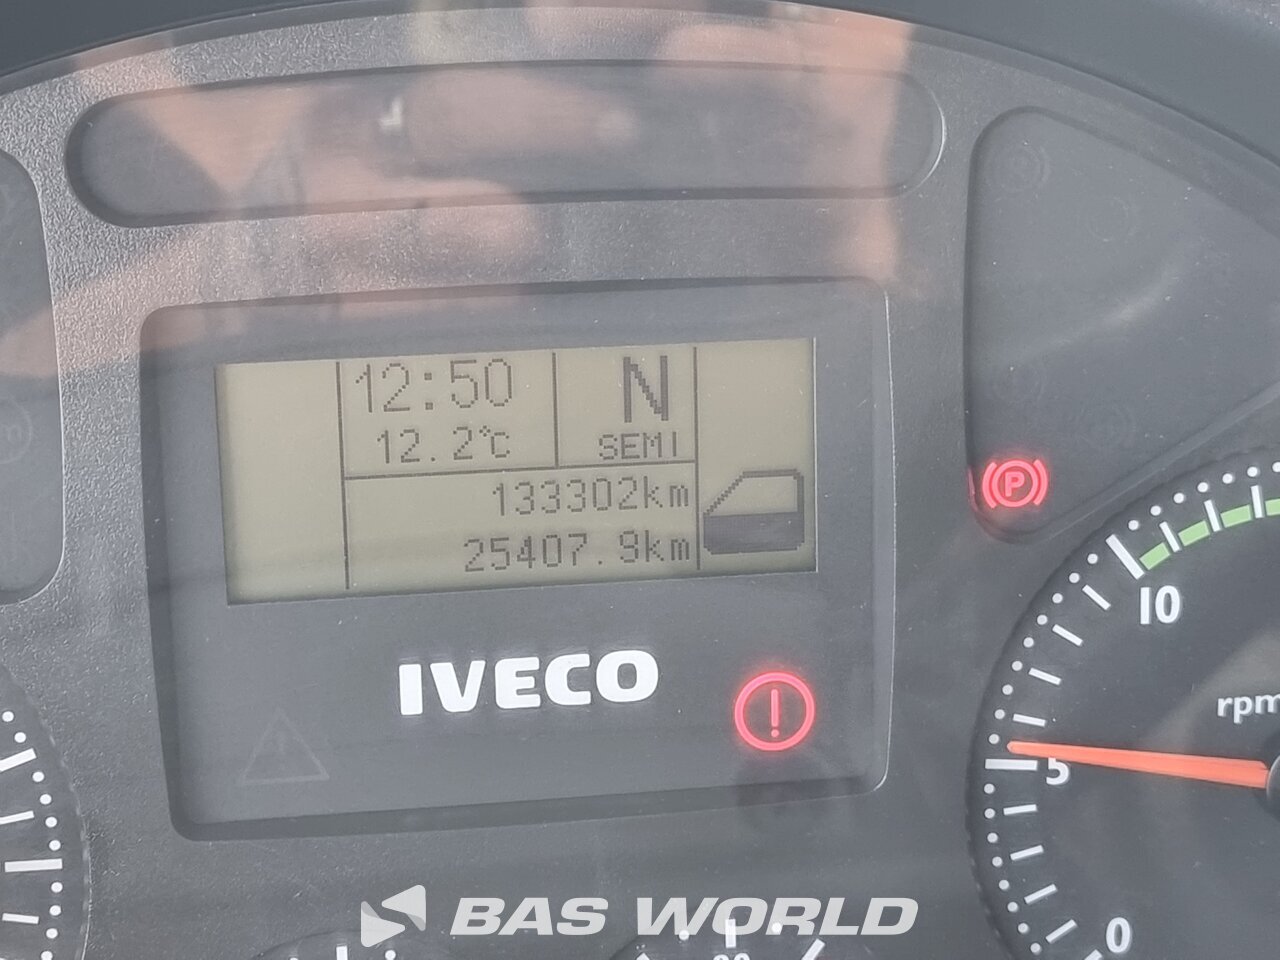 12:50
N
12.2°C
SEMI
133302km
25407.9km
P
IVECO
!
10
rpm
5
0
BAS WORLD